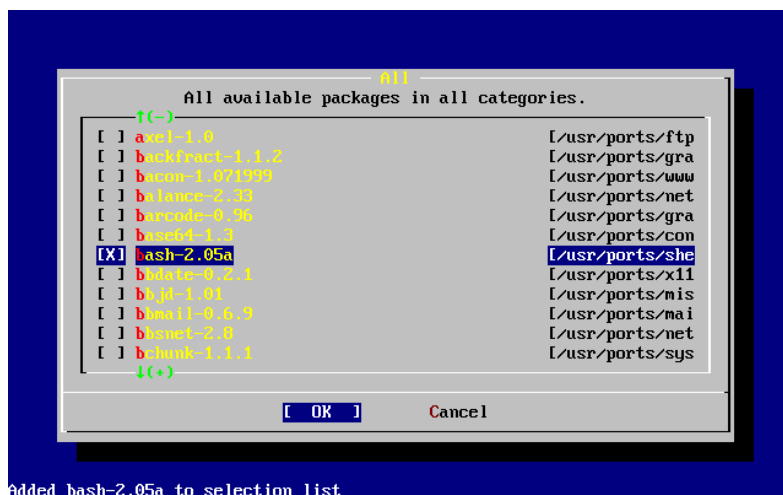 All
All available packages in all categories.
↑(-)
[ ] axel-1.0 [/usr/ports/ftp
[ ] backfract-1.1.2 [/usr/ports/gra
[ ] bacon-1.071999 [/usr/ports/www
[ ] balance-2.33 [/usr/ports/net
[ ] barcode-0.96 [/usr/ports/gra
[ ] base64-1.3 [/usr/ports/con
[X] bash-2.05a [/usr/ports/she
[ ] bbdate-0.2.1 [/usr/ports/x11
[ ] bbjd-1.01 [/usr/ports/mis
[ ] bbmail-0.6.9 [/usr/ports/mai
[ ] bbsnet-2.8 [/usr/ports/net
[ ] bchunk-1.1.1 [/usr/ports/sys
↓(+)
[ OK ] Cancel
Added bash-2.05a to selection list